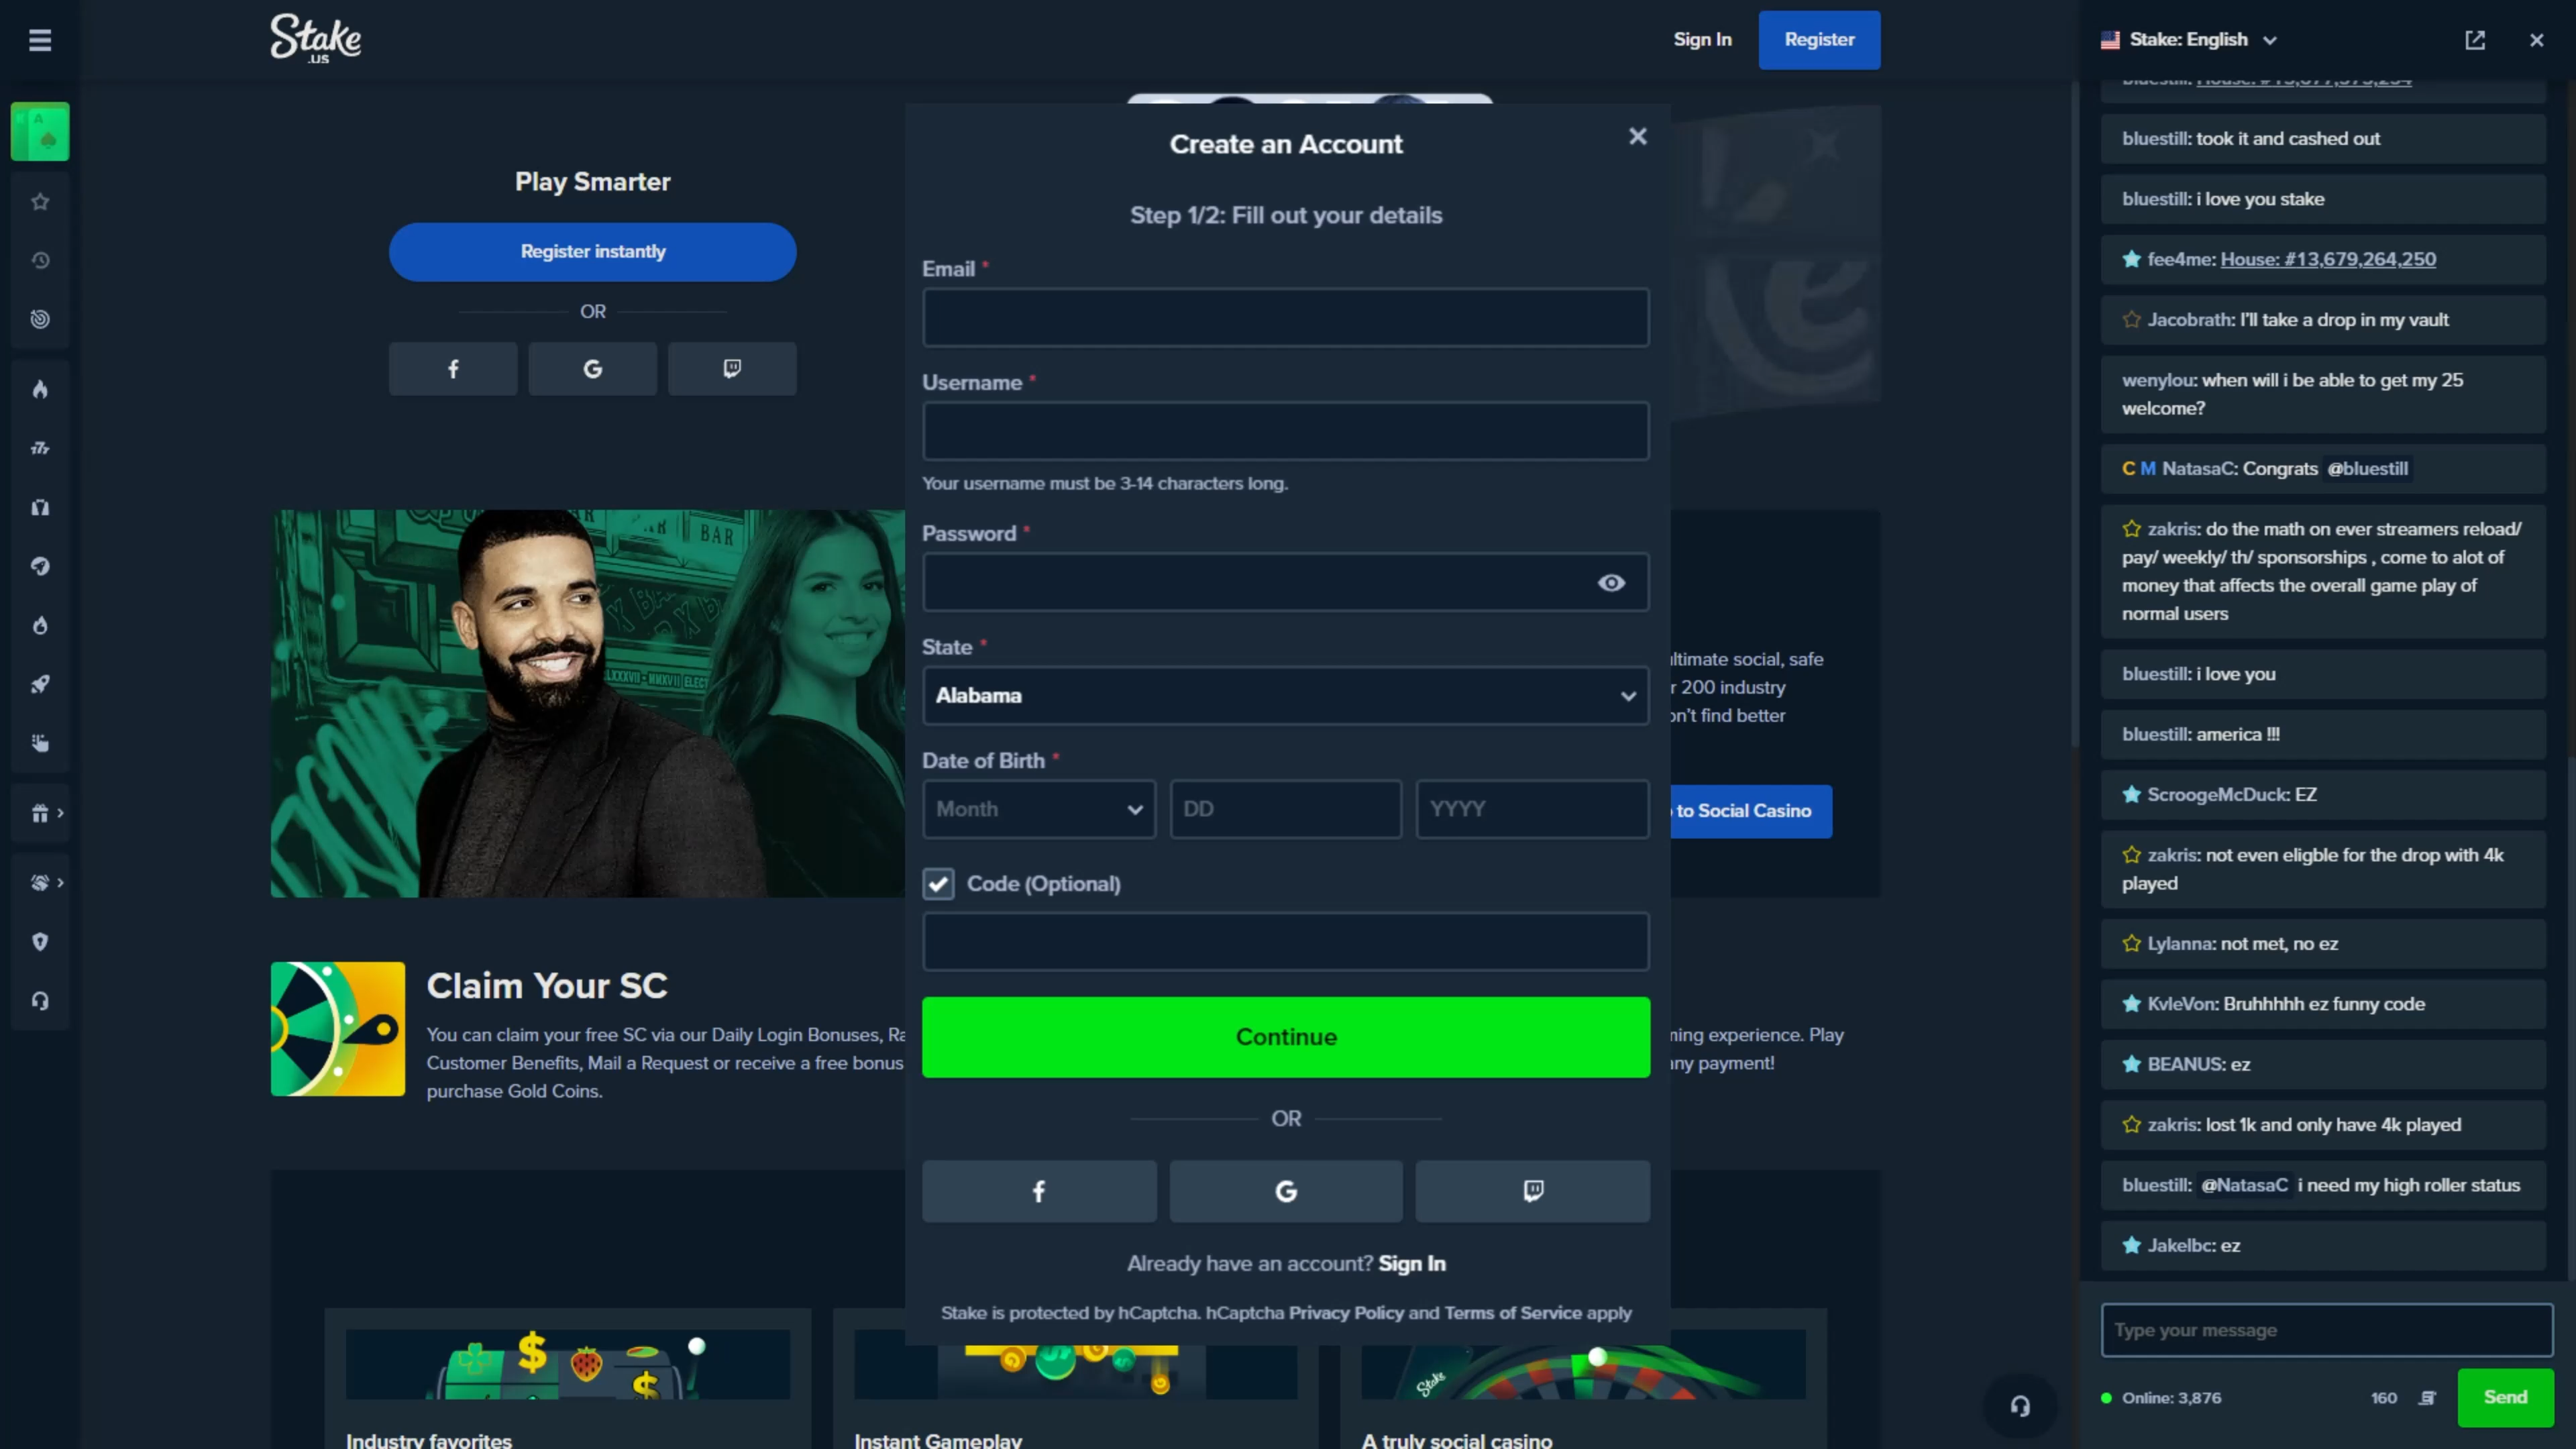 Stake
.US
Sign In
Register
Stake: English
Play Smarter
Register instantly
OR
Create an Account
Step 1/2: Fill out your details
Email *
Username *
Your username must be 3-14 characters long.
Password *
State *
Alabama
Date of Birth *
Month
DD
YYYY
Code (Optional)
Continue
OR
Already have an account? Sign In
Stake is protected by hCaptcha. hCaptcha Privacy Policy and Terms of Service apply
BAR
BAR
social, safe
200 industry
find better
to Social Casino
Claim Your SC
You can claim your free SC via our Daily Login Bonuses,
Customer Benefits, Mail a Request or receive a free bonus
purchase Gold Coins.
experience. Play
payment!
Industry favorites
Instant Gameplay
Stake
A truly social casino
bluestill: House:
bluestill: took it and cashed out
bluestill: i love you stake
fee4me: House: #13,679,264,250
Jacobrath: I'll take a drop in my vault
wenylou: when will i be able to get my 25
welcome?
C M NatasaC: Congrats @bluestill
zakris: do the math on ever streamers reload/
pay/ weekly/ th/ sponsorships , come to alot of
money that affects the overall game play of
normal users
bluestill: i love you
bluestill: america !!!
ScroogeMcDuck: EZ
zakris: not even eligble for the drop with 4k
played
Lylanna: not met, no ez
KvleVon: Bruhhhhh ez funny code
BEANUS: ez
zakris: lost 1k and only have 4k played
bluestill: @NatasaC i need my high roller status
Jakelbc: ez
Type your message
Online: 3,876
160
Send